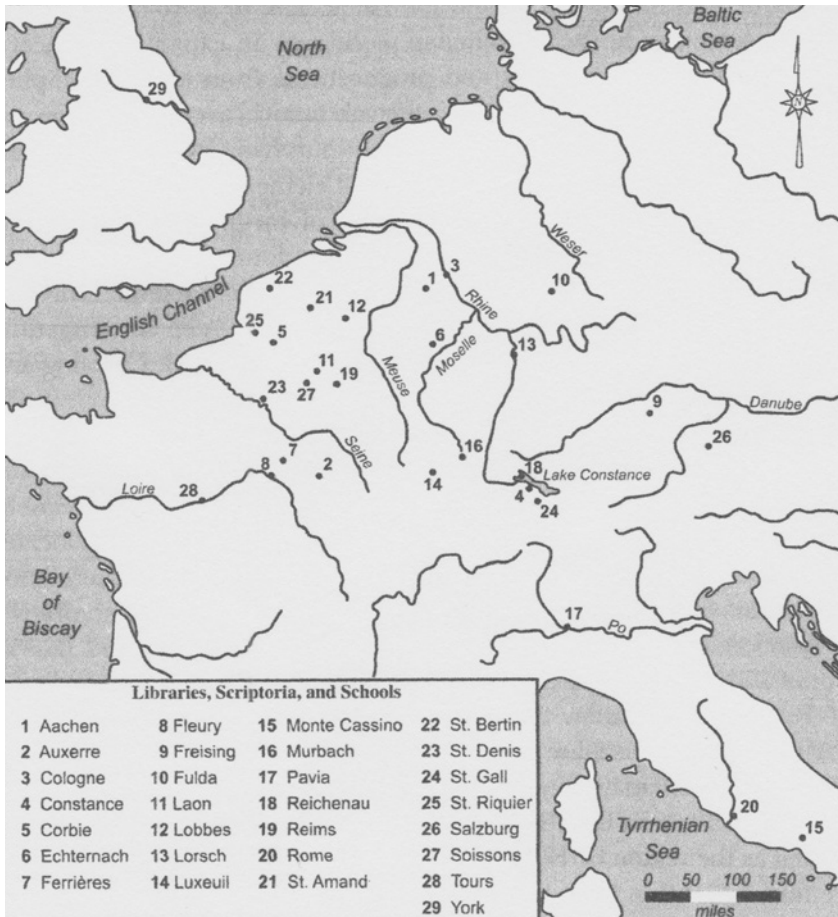 North
Sea
Baltic
Sea
N
29
English Channel
22
21
12
25
5
1
3
Rhine
Weser
10
6
Moselle
13
Meuse
11
27
19
23
Seine
7
8
2
16
14
Loire
28
9
Danube
26
18
Lake Constance
4
24
Bay
of
Biscay
17
Po
20
15
Tyrrhenian
Sea
0 50 100 150
miles
Libraries, Scriptoria, and Schools
1 Aachen
2 Auxerre
3 Cologne
4 Constance
5 Corbie
6 Echternach
7 Ferrières
8 Fleury
9 Freising
10 Fulda
11 Laon
12 Lobbes
13 Lorsch
14 Luxeuil
15 Monte Cassino
16 Murbach
17 Pavia
18 Reichenau
19 Reims
20 Rome
21 St. Amand
22 St. Bertin
23 St. Denis
24 St. Gall
25 St. Riquier
26 Salzburg
27 Soissons
28 Tours
29 York